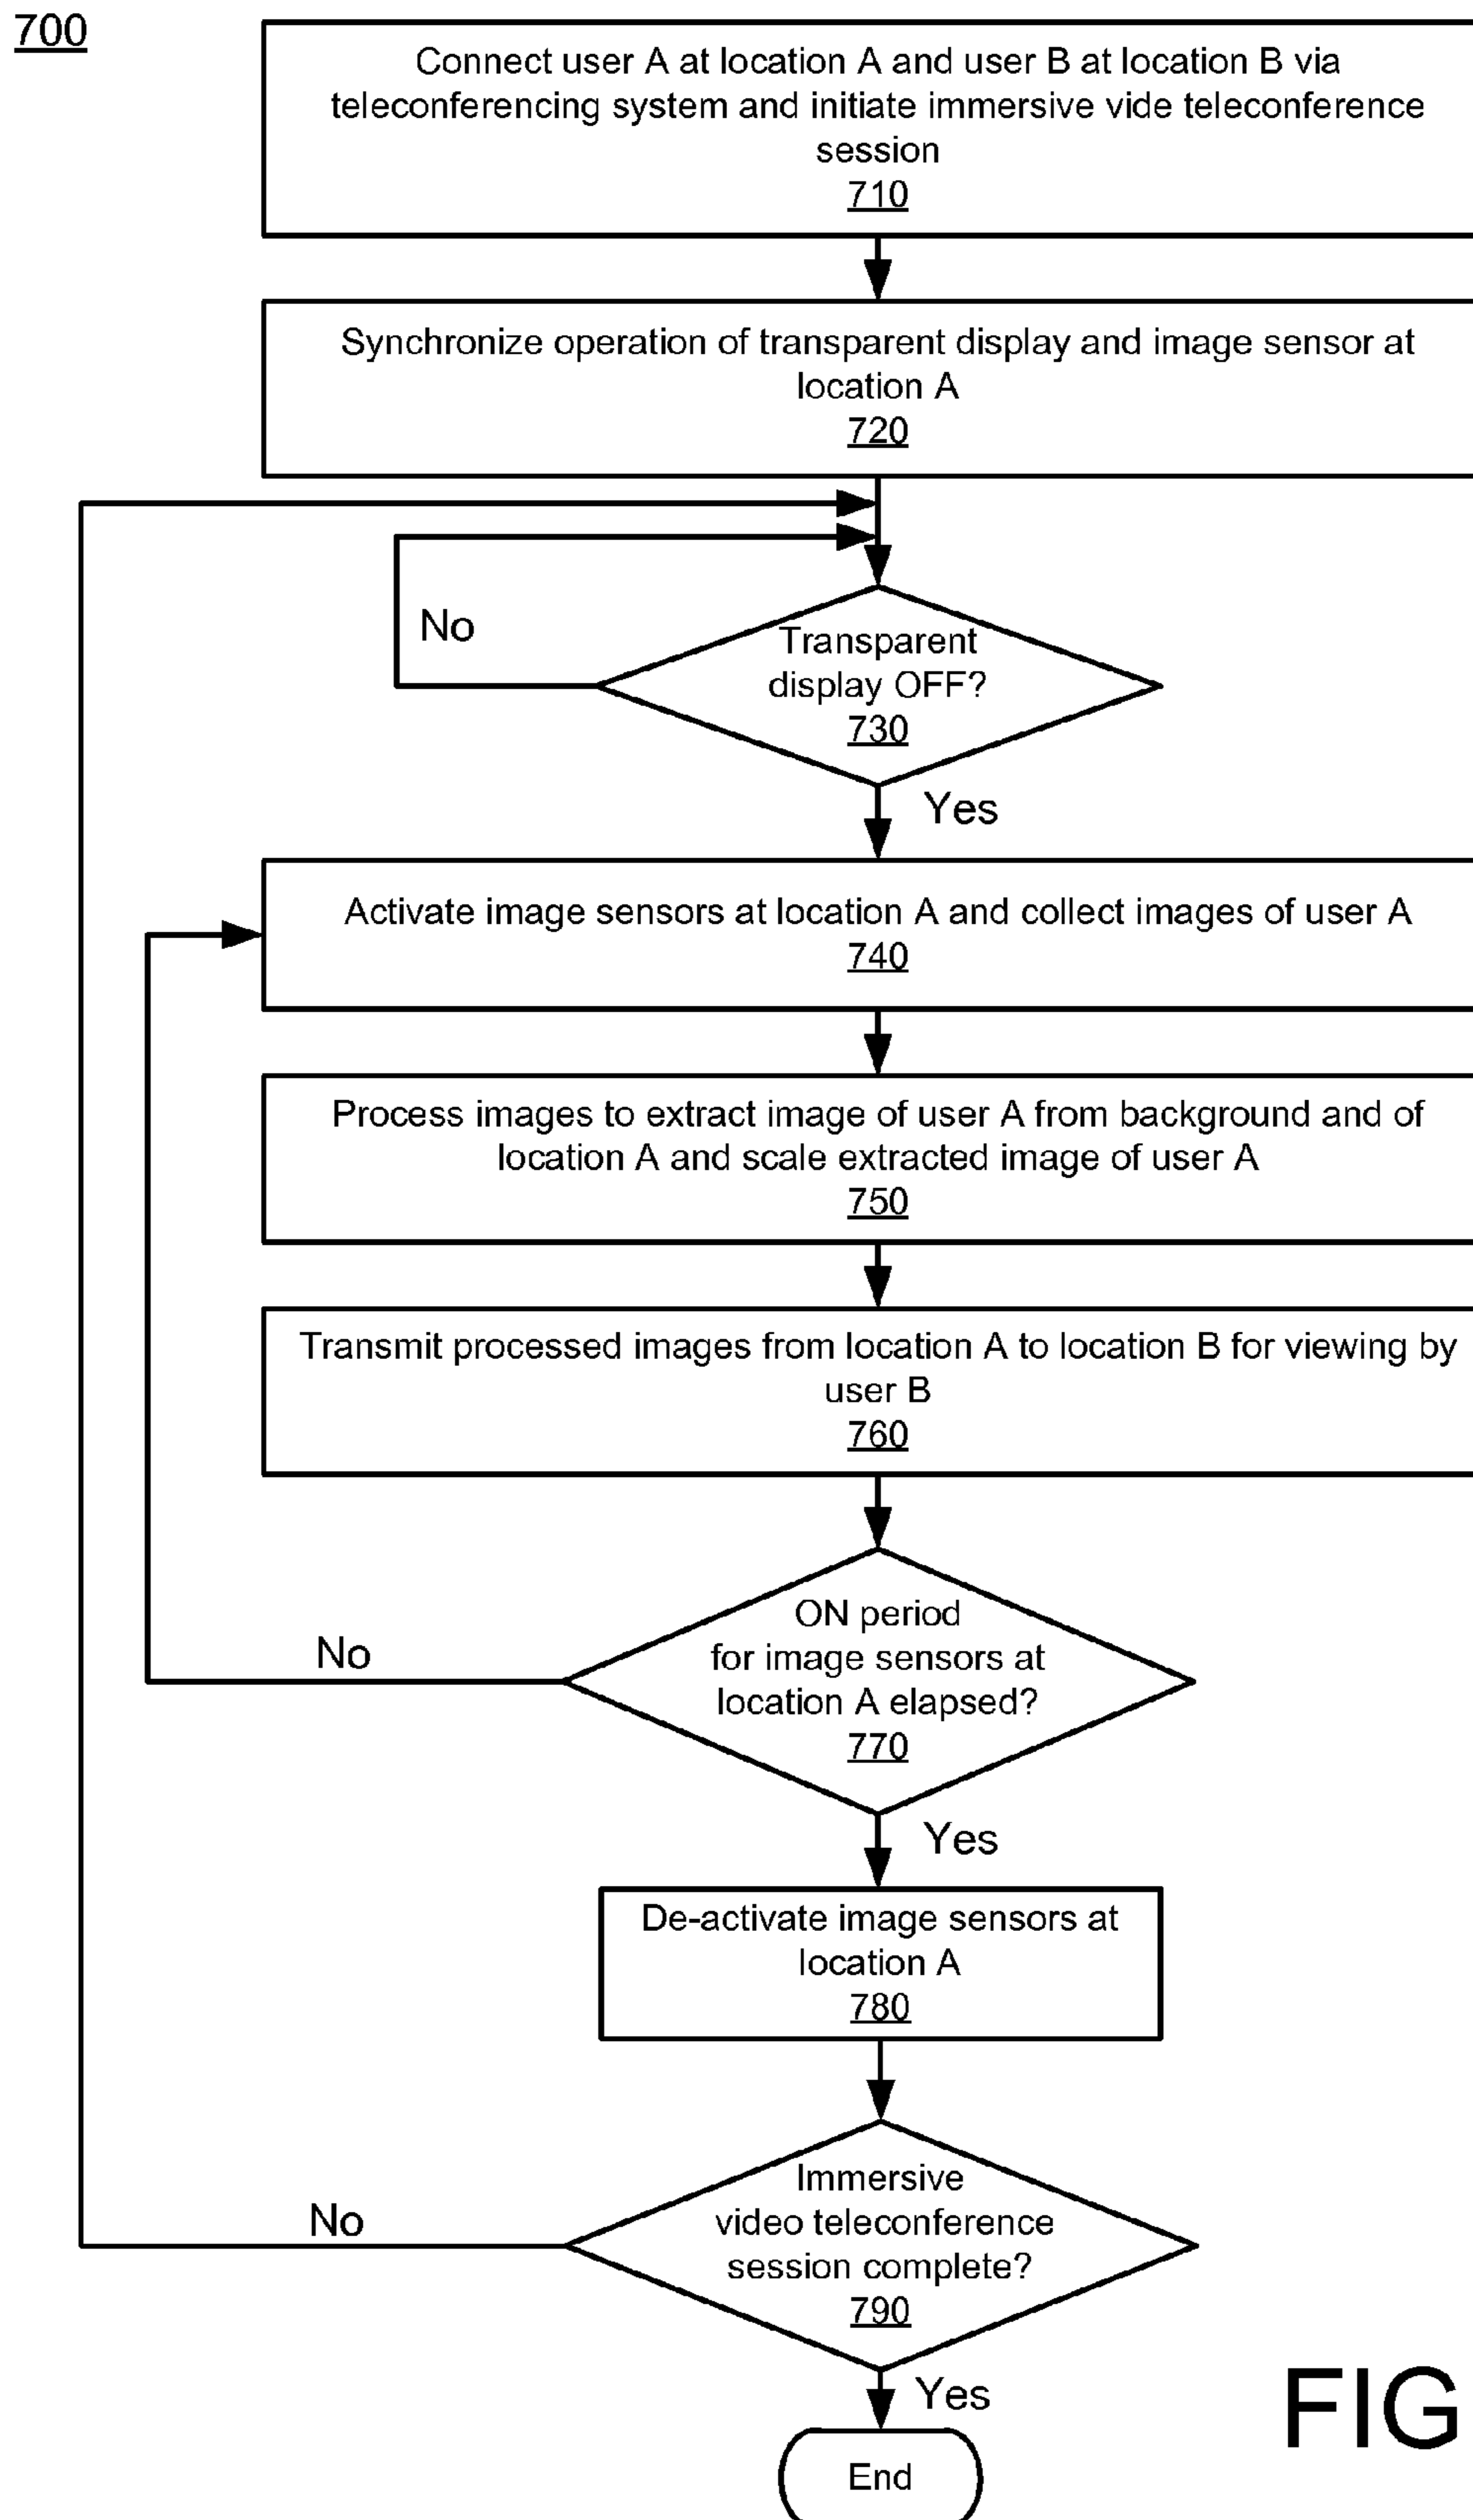 700
Connect user A at location A and user B at location B via
teleconferencing system and initiate immersive vide teleconference
session
710
Synchronize operation of transparent display and image sensor at
location A
720
No
Transparent
display OFF?
730
Yes
Activate image sensors at location A and collect images of user A
740
Process images to extract image of user A from background and of
location A and scale extracted image of user A
750
Transmit processed images from location A to location B for viewing by
user B
760
ON period
for image sensors at
location A elapsed?
770
No
Yes
De-activate image sensors at
location A
780
Immersive
video teleconference
session complete?
790
No
Yes
End
FIG